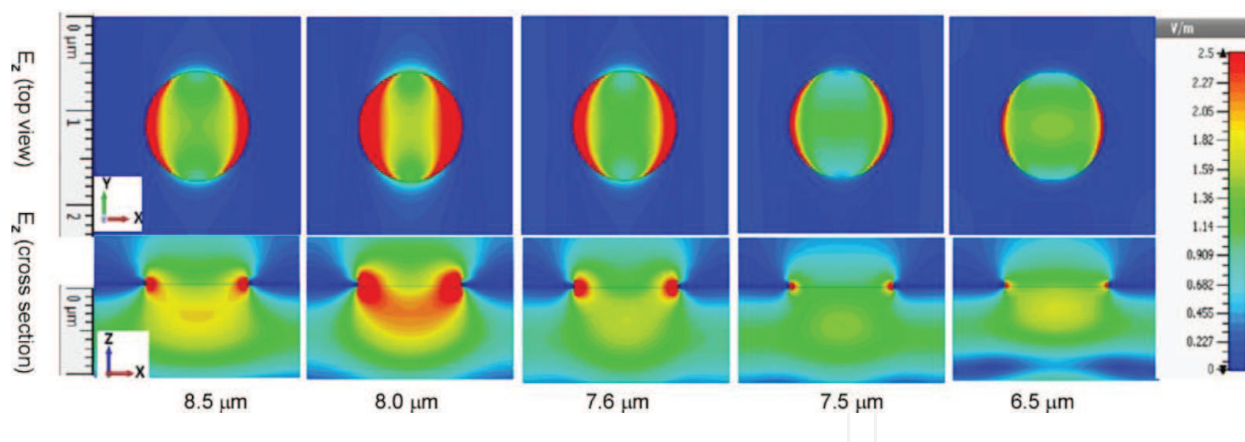 E_z (top view)
0 µm
1
2
Y
X
E_z (cross section)
0 µm
Z
X
8.5 µm
8.0 µm
7.6 µm
7.5 µm
6.5 µm
V/m
2.5
2.27
2.05
1.82
1.59
1.36
1.14
0.909
0.682
0.455
0.227
0